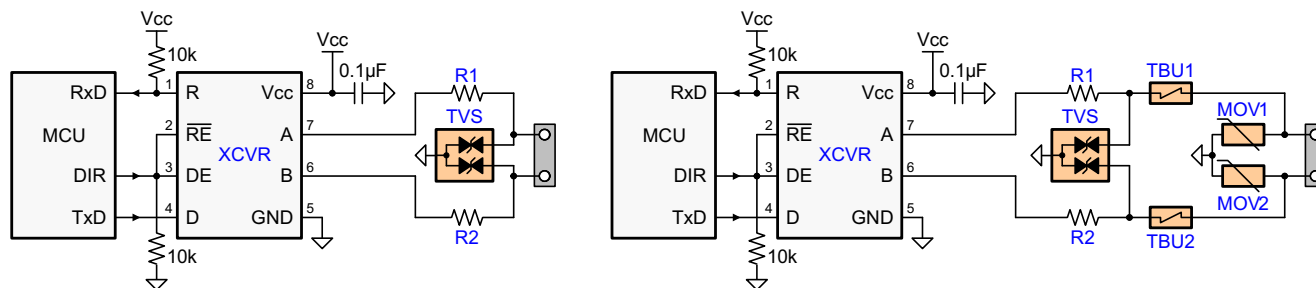 Vcc
10k
Vcc
0.1µF
R1
RxD
1
R
Vcc
8
TVS
MCU
2
RE
A
7
XCVR
DIR
3
DE
B
6
TxD
4
D
GND
5
R2
10k
Vcc
10k
Vcc
0.1µF
R1
TBU1
RxD
1
R
Vcc
8
TVS
MOV1
MCU
2
RE
A
7
XCVR
DIR
3
DE
B
6
MOV2
TxD
4
D
GND
5
R2
TBU2
10k